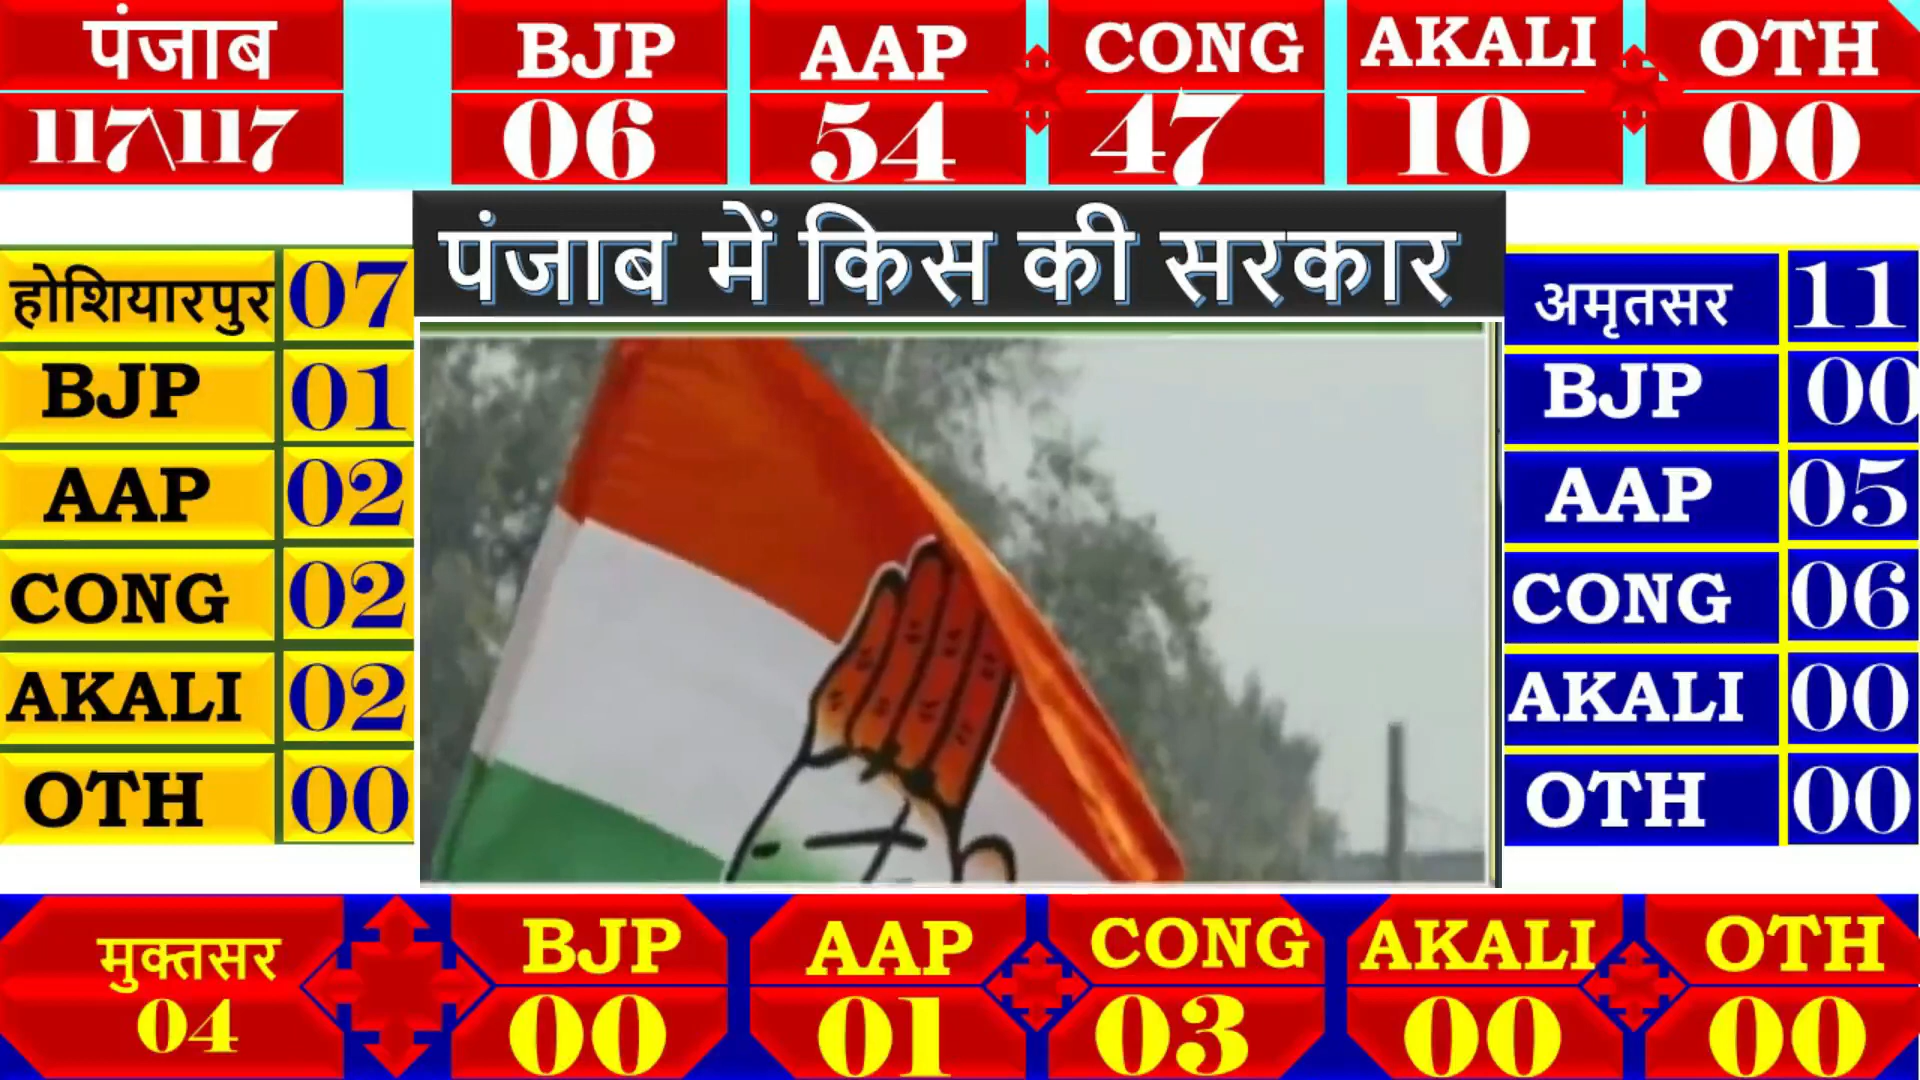 पंजाब BJP AAP CONG AKALI OTH
117\117 06 54 47 10 00
पंजाब में किस की सरकार
होशियारपुर 07
BJP 01
AAP 02
CONG 02
AKALI 02
OTH 00
अमृतसर 11
BJP 00
AAP 05
CONG 06
AKALI 00
OTH 00
मुक्तसर BJP AAP CONG AKALI OTH
04 00 01 03 00 00